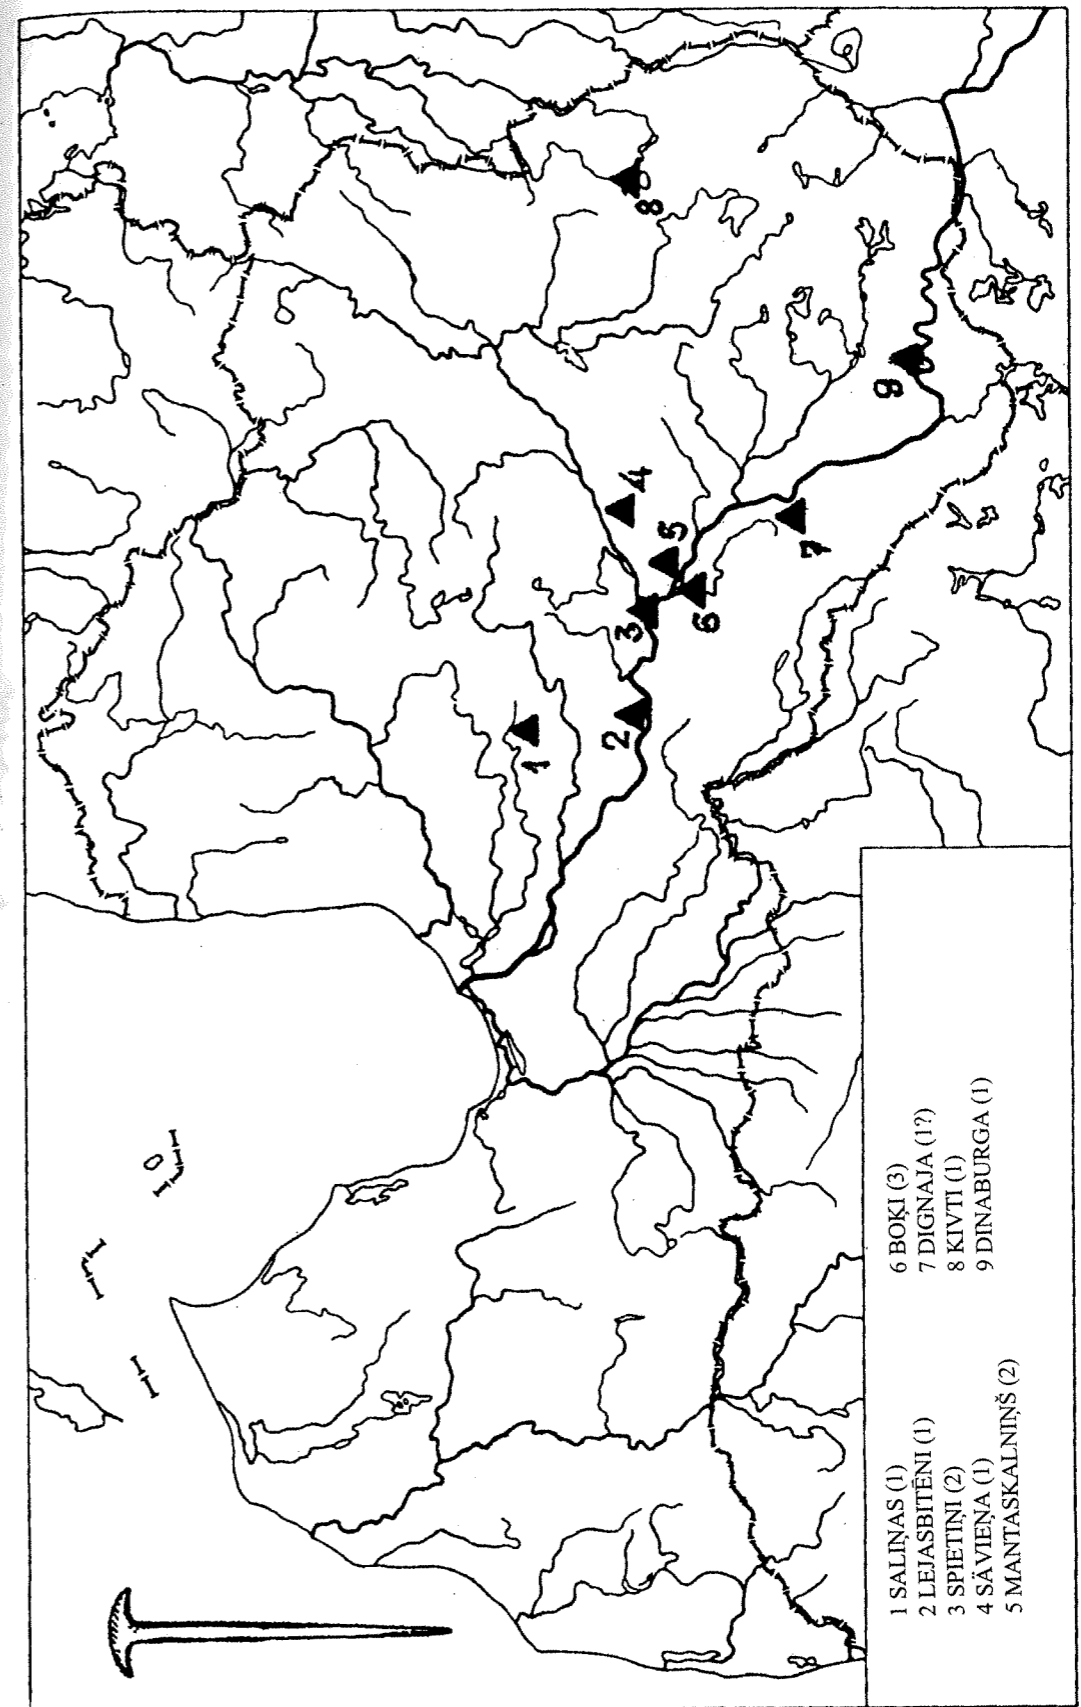 1
2
3
4
5
6
7
8
9
1 SALIŅAS (1)
2 LEJASBITĒNI (1)
3 SPIETIŅI (2)
4 SĀVIEŅA (1)
5 MANTASKALNIŅŠ (2)
6 BOĶI (3)
7 DIGNAJA (1?)
8 KIVTI (1)
9 DINABURGA (1)